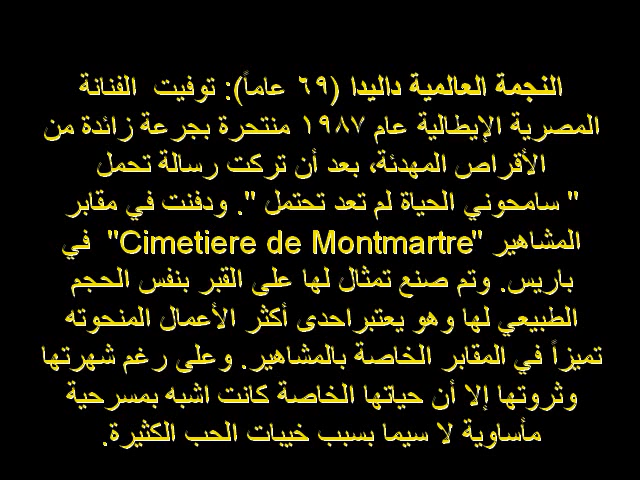 النجمة العالمية داليدا (٦٩ عاماً): توفيت الفنانة
المصرية الإيطالية عام ١٩٨٧ منتحرة بجرعة زائدة من
الأقراص المهدئة، بعد أن تركت رسالة تحمل
" سامحوني الحياة لم تعد تحتمل ". ودفنت في مقابر
المشاهير "Cimetiere de Montmartre" في
باريس. وتم صنع تمثال لها على القبر بنفس الحجم
الطبيعي لها وهو يعتبراحدى أكثر الأعمال المنحوته
تميزاً في المقابر الخاصة بالمشاهير. وعلى رغم شهرتها
وثروتها إلا أن حياتها الخاصة كانت اشبه بمسرحية
مأساوية لا سيما بسبب خيبات الحب الكثيرة.